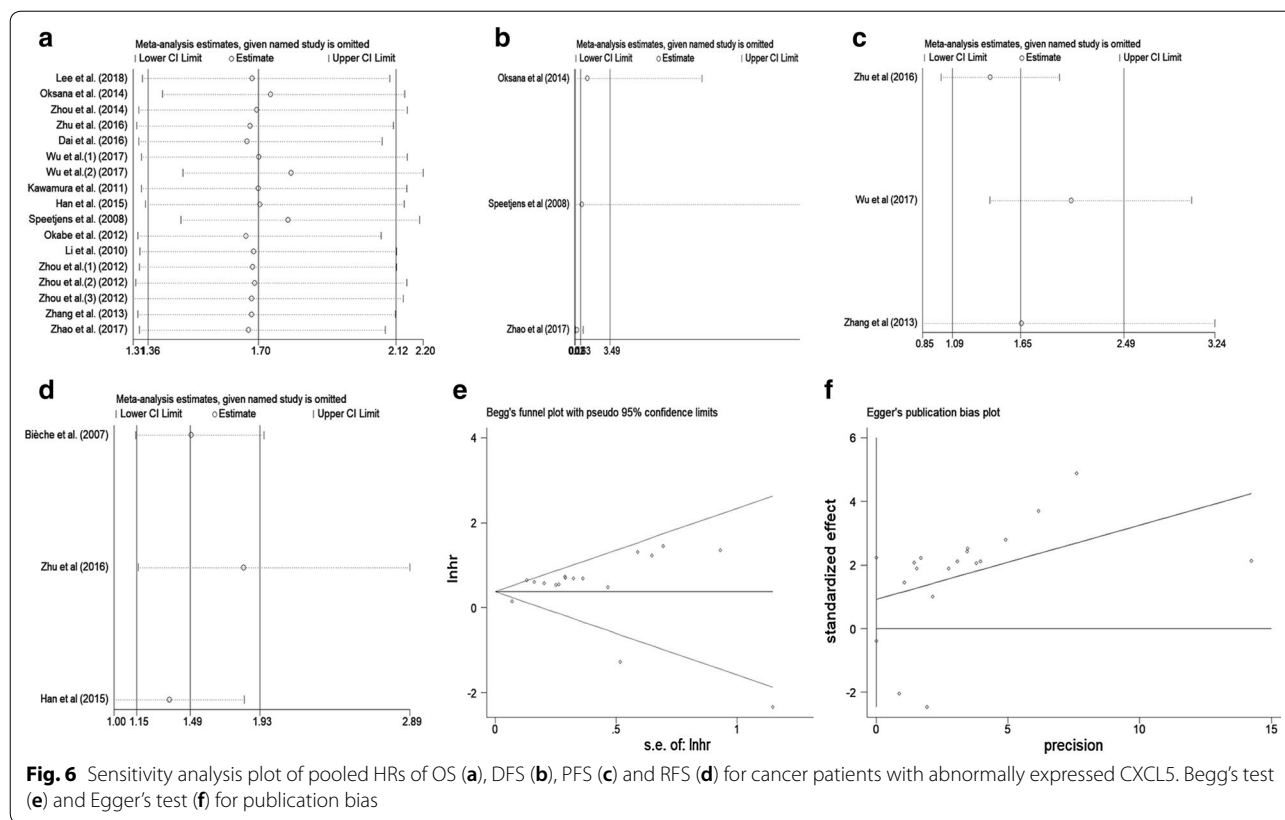 a
Meta-analysis estimates, given named study is omitted
| Lower CI Limit ○ Estimate | Upper CI Limit
Lee et al. (2018)
Oksana et al. (2014)
Zhou et al. (2014)
Zhu et al. (2016)
Dai et al. (2016)
Wu et al.(1) (2017)
Wu et al.(2) (2017)
Kawamura et al. (2011)
Han et al. (2015)
Speetjens et al. (2008)
Okabe et al. (2012)
Li et al. (2010)
Zhou et al.(1) (2012)
Zhou et al.(2) (2012)
Zhou et al.(3) (2012)
Zhang et al. (2013)
Zhao et al. (2017)
1.31 1.36 1.70 2.12 2.20
b
Meta-analysis estimates, given named study is omitted
| Lower CI Limit ○ Estimate | Upper CI Limit
Oksana et al (2014)
Speetjens et al (2008)
Zhao et al (2017)
3.49
c
Meta-analysis estimates, given named study is omitted
| Lower CI Limit ○ Estimate | Upper CI Limit
Zhu et al (2016)
Wu et al (2017)
Zhang et al (2013)
0.85 1.09 1.65 2.49 3.24
d
Meta-analysis estimates, given named study is omitted
| Lower CI Limit ○ Estimate | Upper CI Limit
Bièche et al. (2007)
Zhu et al (2016)
Han et al (2015)
1.00 1.15 1.49 1.93 2.89
e
Begg's funnel plot with pseudo 95% confidence limits
lnhr
4
2
0
-2
0 .5 1
s.e. of: lnhr
f
Egger's publication bias plot
standardized effect
6
4
2
0
-2
0 5 10 15
precision
Fig. 6 Sensitivity analysis plot of pooled HRs of OS (a), DFS (b), PFS (c) and RFS (d) for cancer patients with abnormally expressed CXCL5. Begg's test
(e) and Egger's test (f) for publication bias